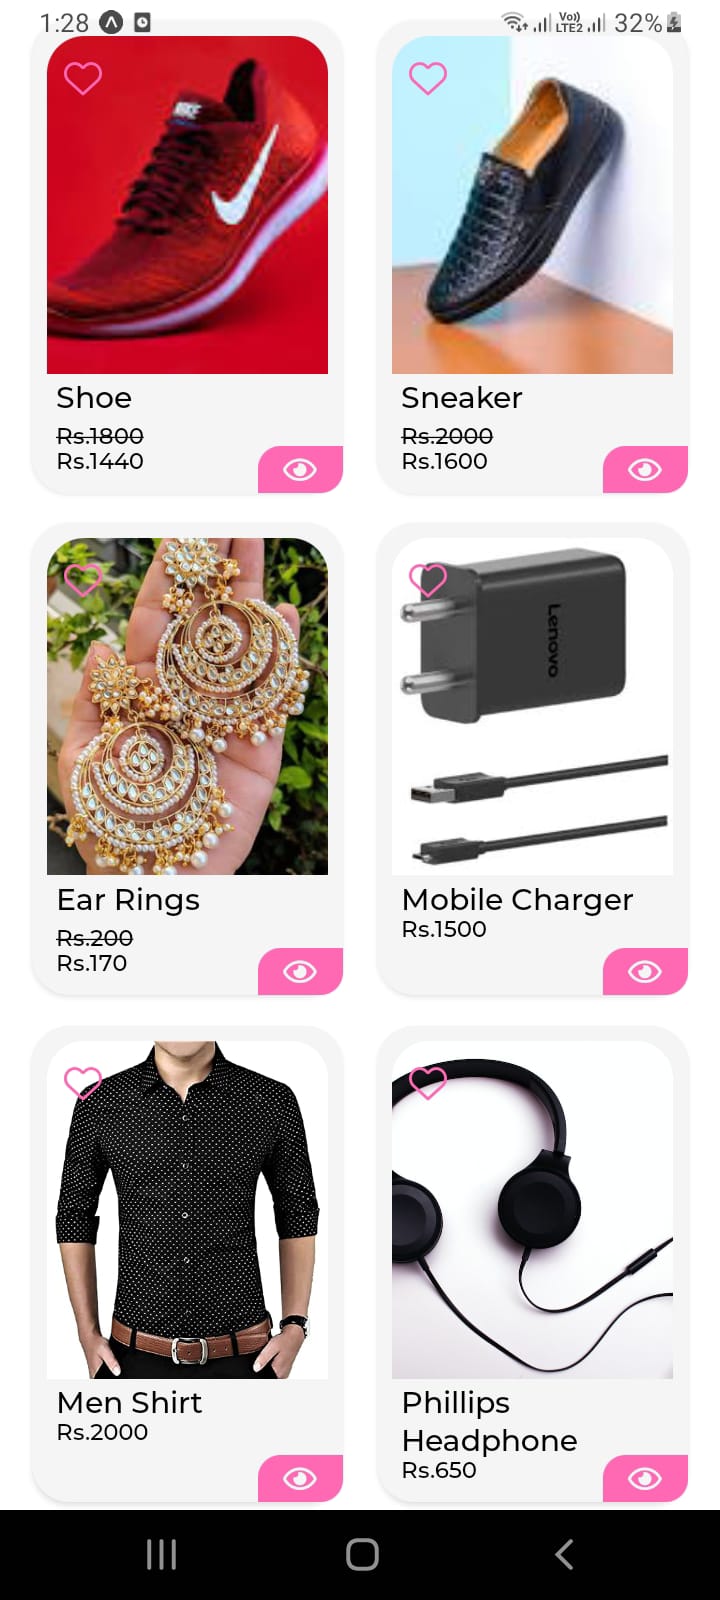 1:28
Vo)) LTE2 32%
Shoe
Rs.1800
Rs.1440
Sneaker
Rs.2000
Rs.1600
Ear Rings
Rs.200
Rs.170
Lenovo
Mobile Charger
Rs.1500
Men Shirt
Rs.2000
Phillips
Headphone
Rs.650